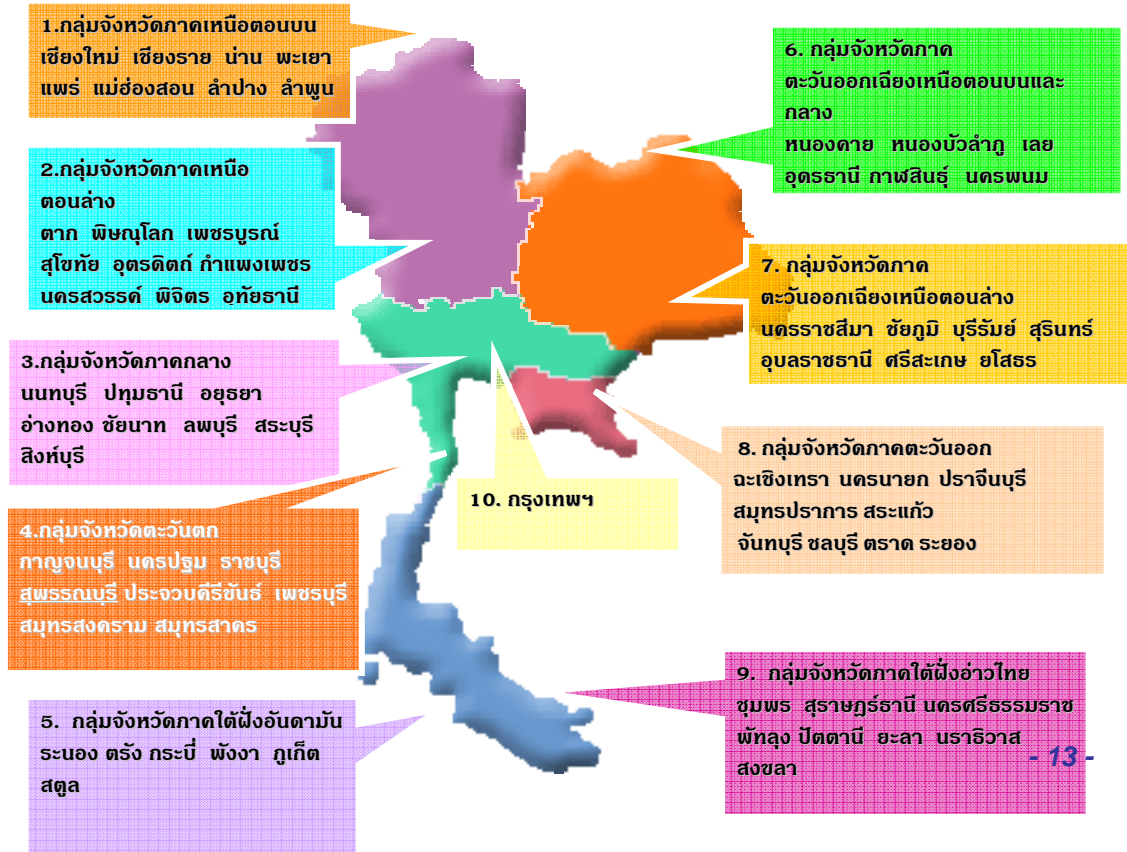 1.กลุ่มจังหวัดภาคเหนือตอนบน
เชียงใหม่ เชียงราย น่าน พะเยา
แพร่ แม่ฮ่องสอน ลำปาง ลำพูน
2.กลุ่มจังหวัดภาคเหนือ
ตอนล่าง
ตาก พิษณุโลก เพชรบูรณ์
สุโขทัย อุตรดิตถ์ กำแพงเพชร
นครสวรรค์ พิจิตร อุทัยธานี
3.กลุ่มจังหวัดภาคกลาง
นนทบุรี ปทุมธานี อยุธยา
อ่างทอง ชัยนาท ลพบุรี สระบุรี
สิงห์บุรี
4.กลุ่มจังหวัดตะวันตก
กาญจนบุรี นครปฐม ราชบุรี
สุพรรณบุรี ประจวบคีรีขันธ์ เพชรบุรี
สมุทรสงคราม สมุทรสาคร
5. กลุ่มจังหวัดภาคใต้ฝั่งอันดามัน
ระนอง ตรัง กระบี่ พังงา ภูเก็ต
สตูล
6. กลุ่มจังหวัดภาค
ตะวันออกเฉียงเหนือตอนบนและ
กลาง
หนองคาย หนองบัวลำภู เลย
อุดรธานี กาฬสินธุ์ นครพนม
7. กลุ่มจังหวัดภาค
ตะวันออกเฉียงเหนือตอนล่าง
นครราชสีมา ชัยภูมิ บุรีรัมย์ สุรินทร์
อุบลราชธานี ศรีสะเกษ ยโสธร
8. กลุ่มจังหวัดภาคตะวันออก
ฉะเชิงเทรา นครนายก ปราจีนบุรี
สมุทรปราการ สระแก้ว
จันทบุรี ชลบุรี ตราด ระยอง
9. กลุ่มจังหวัดภาคใต้ฝั่งอ่าวไทย
ชุมพร สุราษฎร์ธานี นครศรีธรรมราช
พัทลุง ปัตตานี ยะลา นราธิวาส
สงขลา
10. กรุงเทพฯ
- 13 -